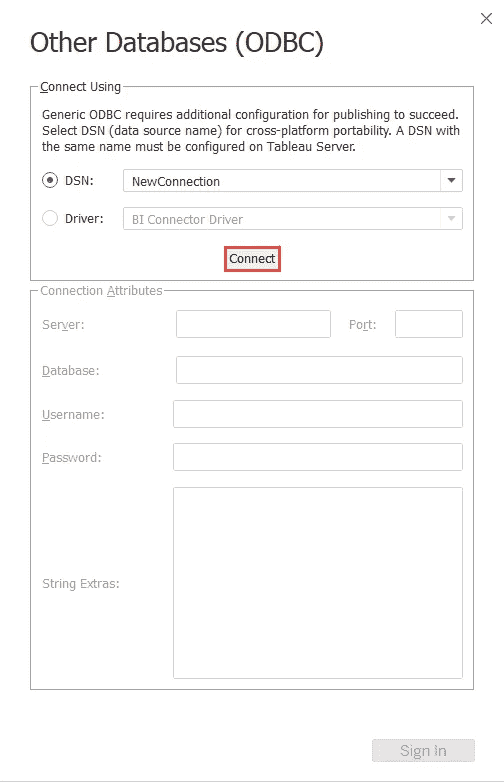 Other Databases (ODBC)
Connect Using
Generic ODBC requires additional configuration for publishing to succeed.
Select DSN (data source name) for cross-platform portability. A DSN with
the same name must be configured on Tableau Server.
DSN: NewConnection
Driver: BI Connector Driver
Connect
Connection Attributes
Server: Port:
Database:
Username:
Password:
String Extras:
Sign In